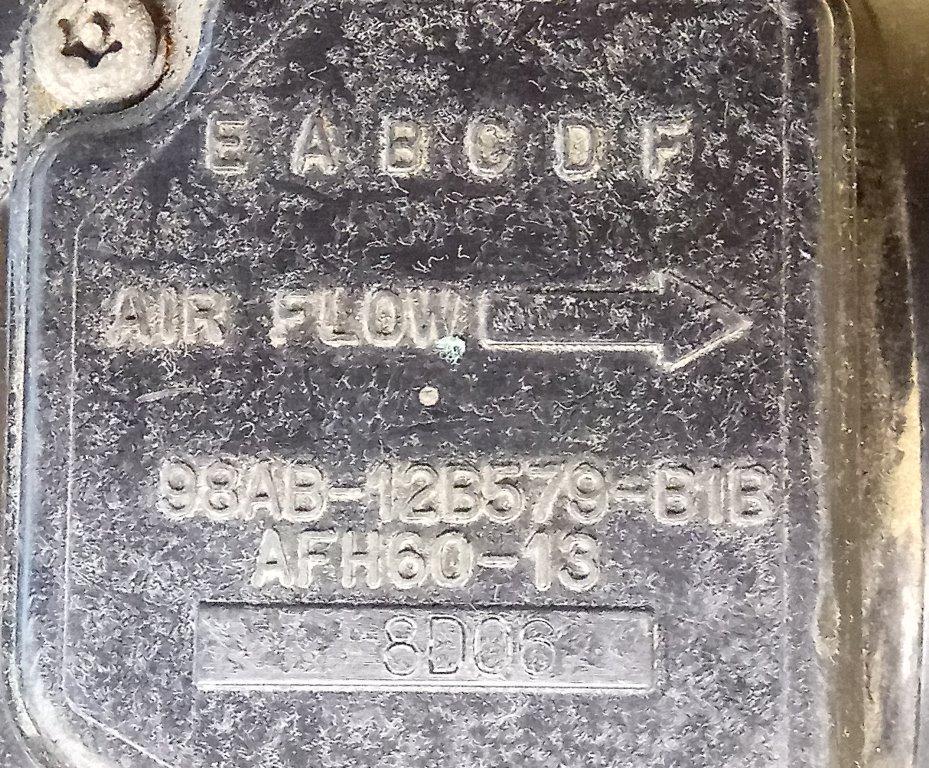 E A B C D F
AIR FLOW
98AB-12B579-B1B
AFH60-13
8D06